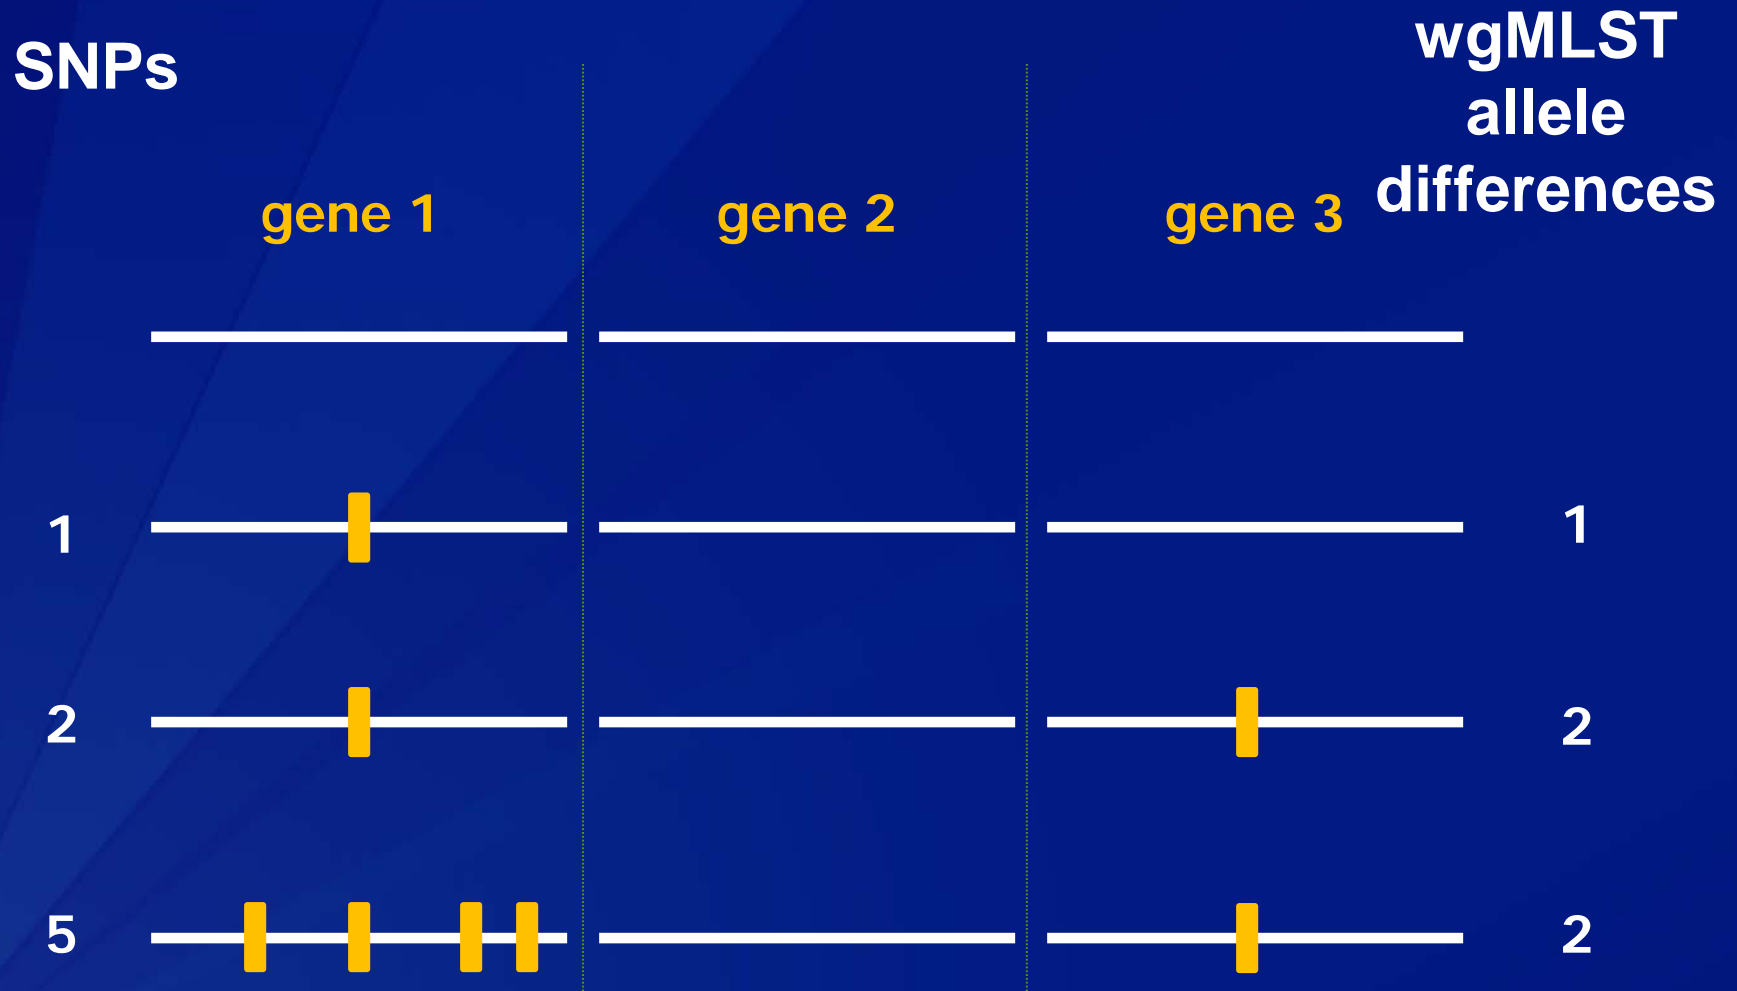 SNPs
wgMLST
allele
differences
gene 1
gene 2
gene 3
1
1
2
2
5
2